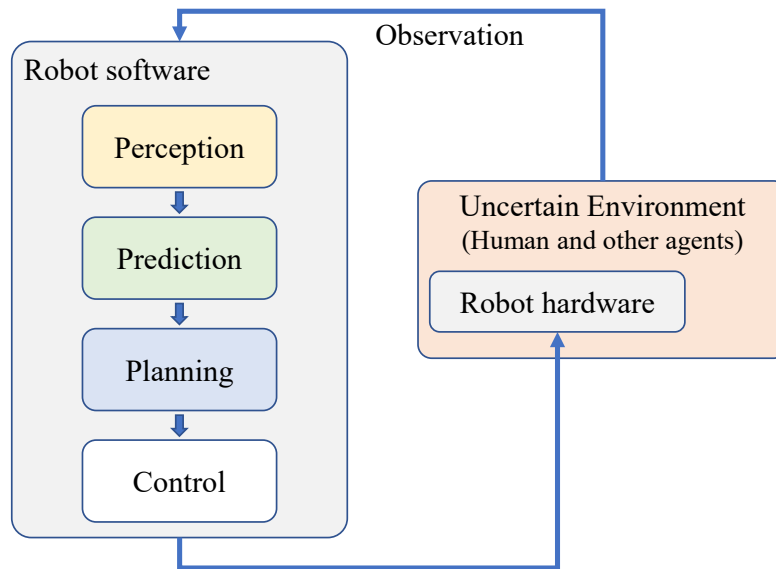 Observation
Robot software
Perception
Prediction
Planning
Control
Uncertain Environment
(Human and other agents)
Robot hardware